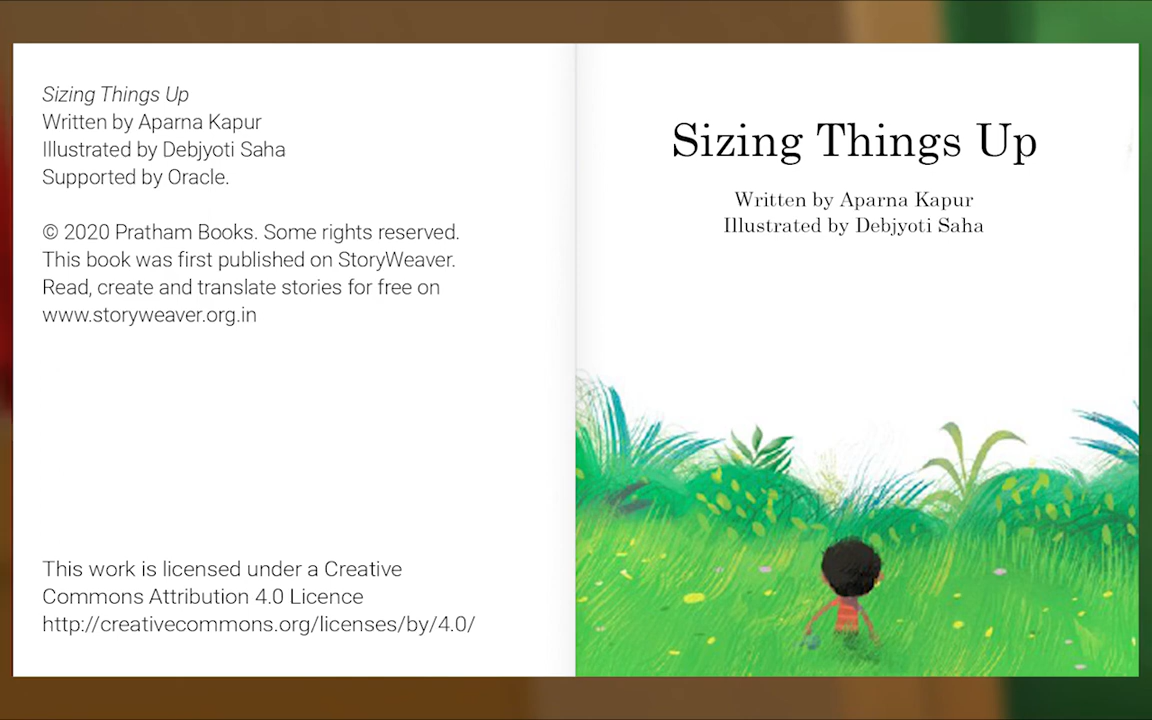 Sizing Things Up
Written by Aparna Kapur
Illustrated by Debjyoti Saha
Supported by Oracle.
© 2020 Pratham Books. Some rights reserved.
This book was first published on StoryWeaver.
Read, create and translate stories for free on
www.storyweaver.org.in
This work is licensed under a Creative
Commons Attribution 4.0 Licence
http://creativecommons.org/licenses/by/4.0/
Sizing Things Up
Written by Aparna Kapur
Illustrated by Debjyoti Saha